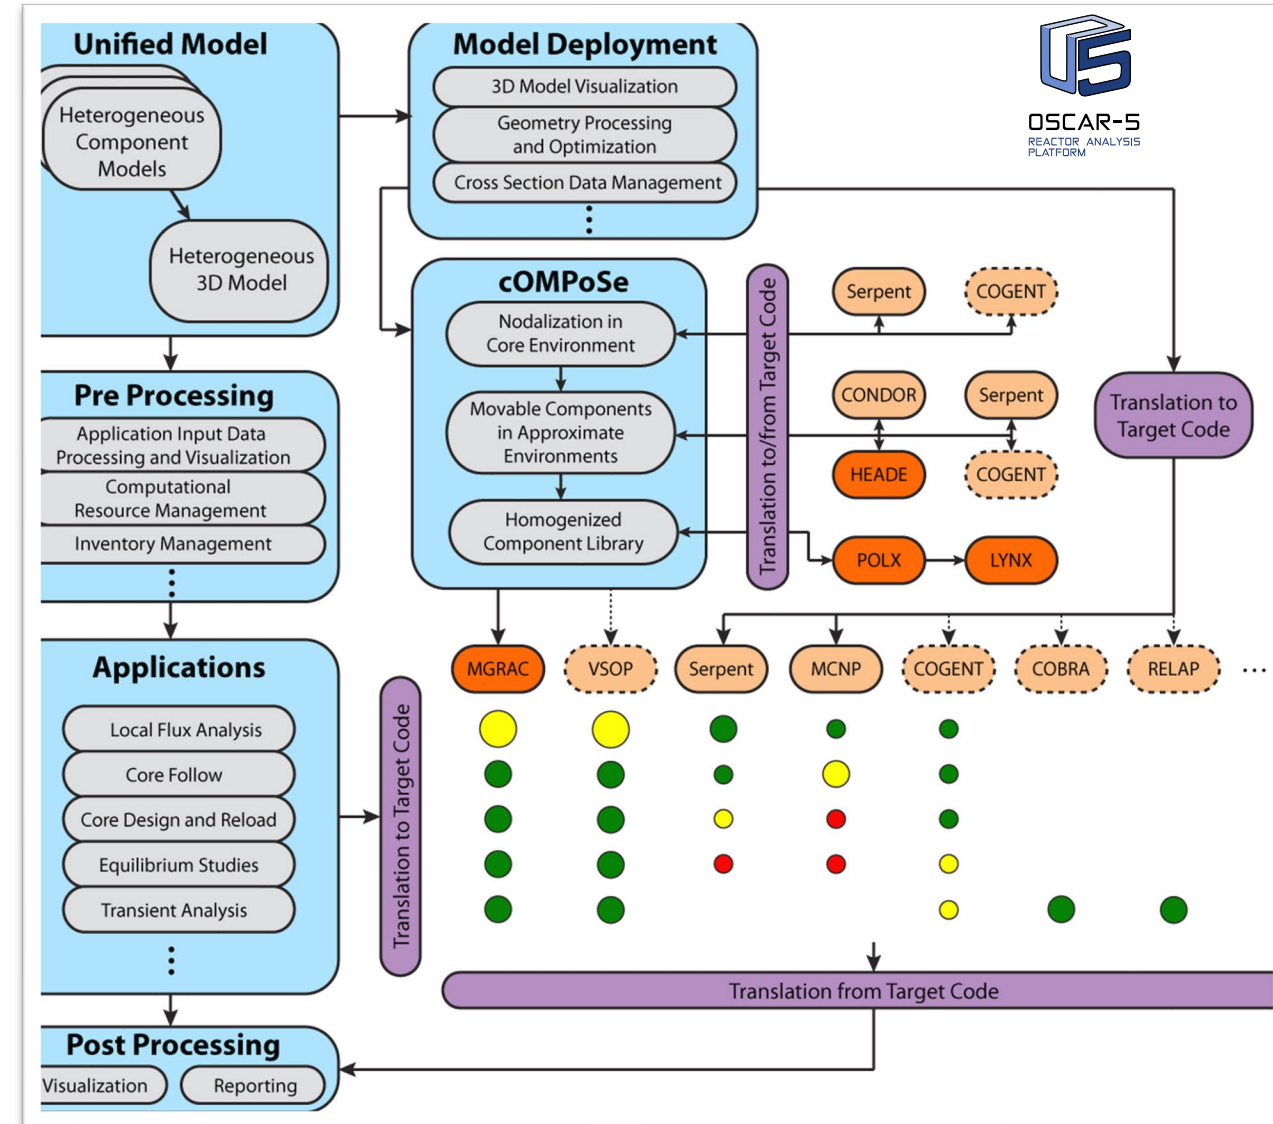 Unified Model
Heterogeneous
Component
Models
Heterogeneous
3D Model
Model Deployment
3D Model Visualization
Geometry Processing
and Optimization
Cross Section Data Management
OSCAR-5
REACTOR ANALYSIS
PLATFORM
cOMPoSe
Nodalization in
Core Environment
Movable Components
in Approximate
Environments
Homogenized
Component Library
Translation to/from Target Code
Serpent
COGENT
CONDOR
Serpent
HEADE
COGENT
POLX
LYNX
Translation to
Target Code
Pre Processing
Application Input Data
Processing and Visualization
Computational
Resource Management
Inventory Management
Applications
Local Flux Analysis
Core Follow
Core Design and Reload
Equilibrium Studies
Transient Analysis
Translation to Target Code
MGRAC
VSOP
Serpent
MCNP
COGENT
COBRA
RELAP
...
Translation from Target Code
Post Processing
Visualization
Reporting